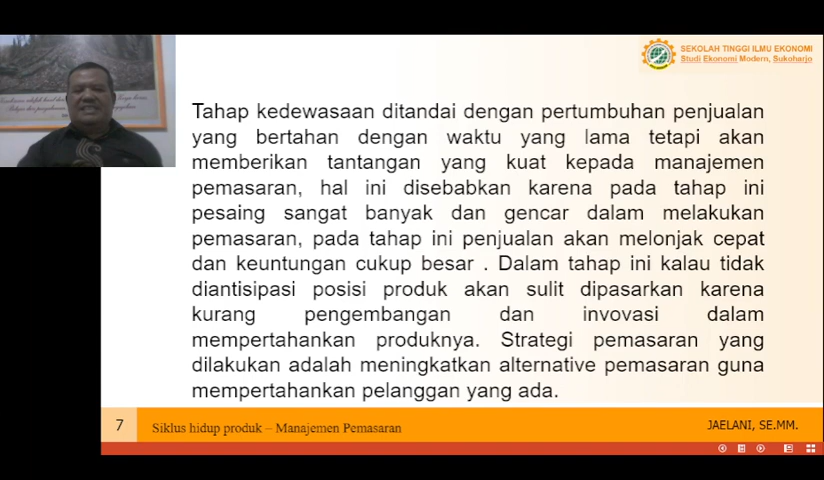 SEKOLAH TINGGI ILMU EKONOMI
Studi Ekonomi Modern, Sukoharjo
Tahap kedewasaan ditandai dengan pertumbuhan penjualan
yang bertahan dengan waktu yang lama tetapi akan
memberikan tantangan yang kuat kepada manajemen
pemasaran, hal ini disebabkan karena pada tahap ini
pesaing sangat banyak dan gencar dalam melakukan
pemasaran, pada tahap ini penjualan akan melonjak cepat
dan keuntungan cukup besar . Dalam tahap ini kalau tidak
diantisipasi posisi produk akan sulit dipasarkan karena
kurang pengembangan dan invovasi dalam
mempertahankan produknya. Strategi pemasaran yang
dilakukan adalah meningkatkan alternative pemasaran guna
mempertahankan pelanggan yang ada.
7
Siklus hidup produk – Manajemen Pemasaran
JAELANI, SE.MM.